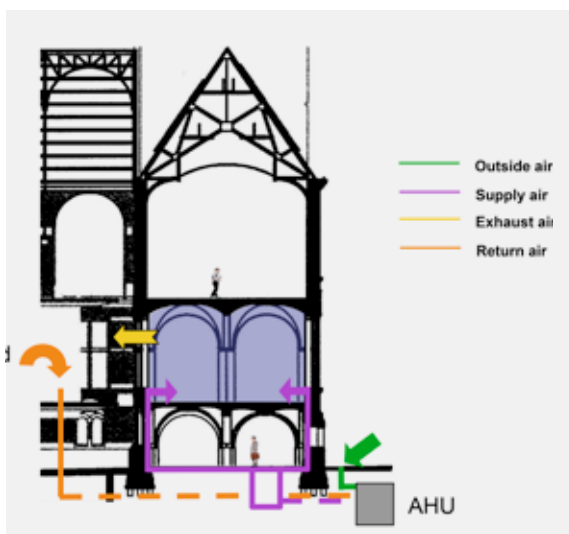 Outside air
Supply air
Exhaust air
Return air
d
AHU